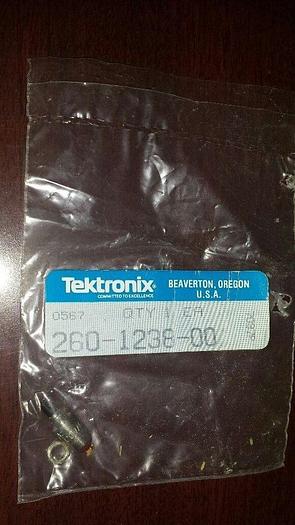 Tektronix®
COMMITTED TO EXCELLENCE
BEAVERTON, OREGON
U.S.A.
0567 QTY 1 EA
260-1238-00